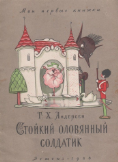 Мои первые книжки
Г. Х. Андерсен
Стойкий оловянный
солдатик